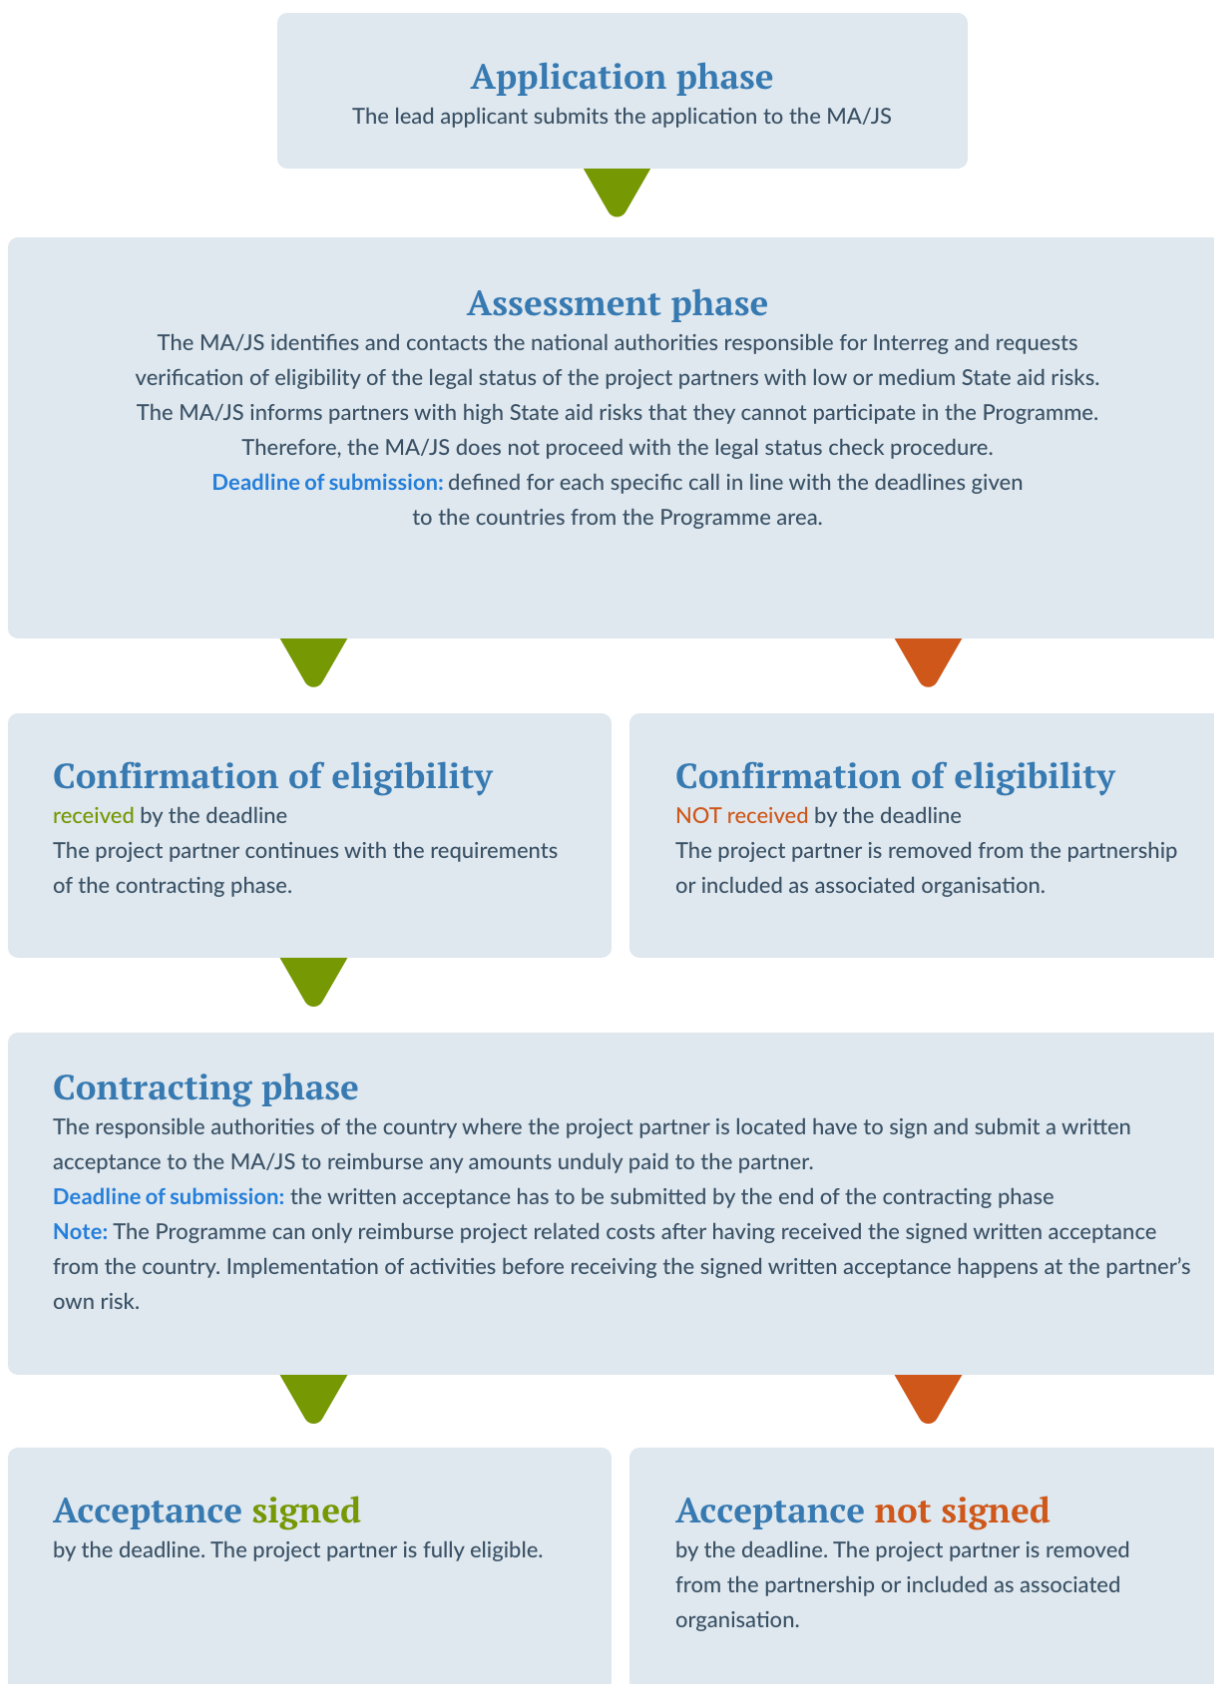 Application phase
The lead applicant submits the application to the MA/JS
Assessment phase
The MA/JS identifies and contacts the national authorities responsible for Interreg and requests
verification of eligibility of the legal status of the project partners with low or medium State aid risks.
The MA/JS informs partners with high State aid risks that they cannot participate in the Programme.
Therefore, the MA/JS does not proceed with the legal status check procedure.
Deadline of submission: defined for each specific call in line with the deadlines given
to the countries from the Programme area.
Confirmation of eligibility
received by the deadline
The project partner continues with the requirements
of the contracting phase.
Confirmation of eligibility
NOT received by the deadline
The project partner is removed from the partnership
or included as associated organisation.
Contracting phase
The responsible authorities of the country where the project partner is located have to sign and submit a written
acceptance to the MA/JS to reimburse any amounts unduly paid to the partner.
Deadline of submission: the written acceptance has to be submitted by the end of the contracting phase
Note: The Programme can only reimburse project related costs after having received the signed written acceptance
from the country. Implementation of activities before receiving the signed written acceptance happens at the partner’s
own risk.
Acceptance signed
by the deadline. The project partner is fully eligible.
Acceptance not signed
by the deadline. The project partner is removed
from the partnership or included as associated
organisation.